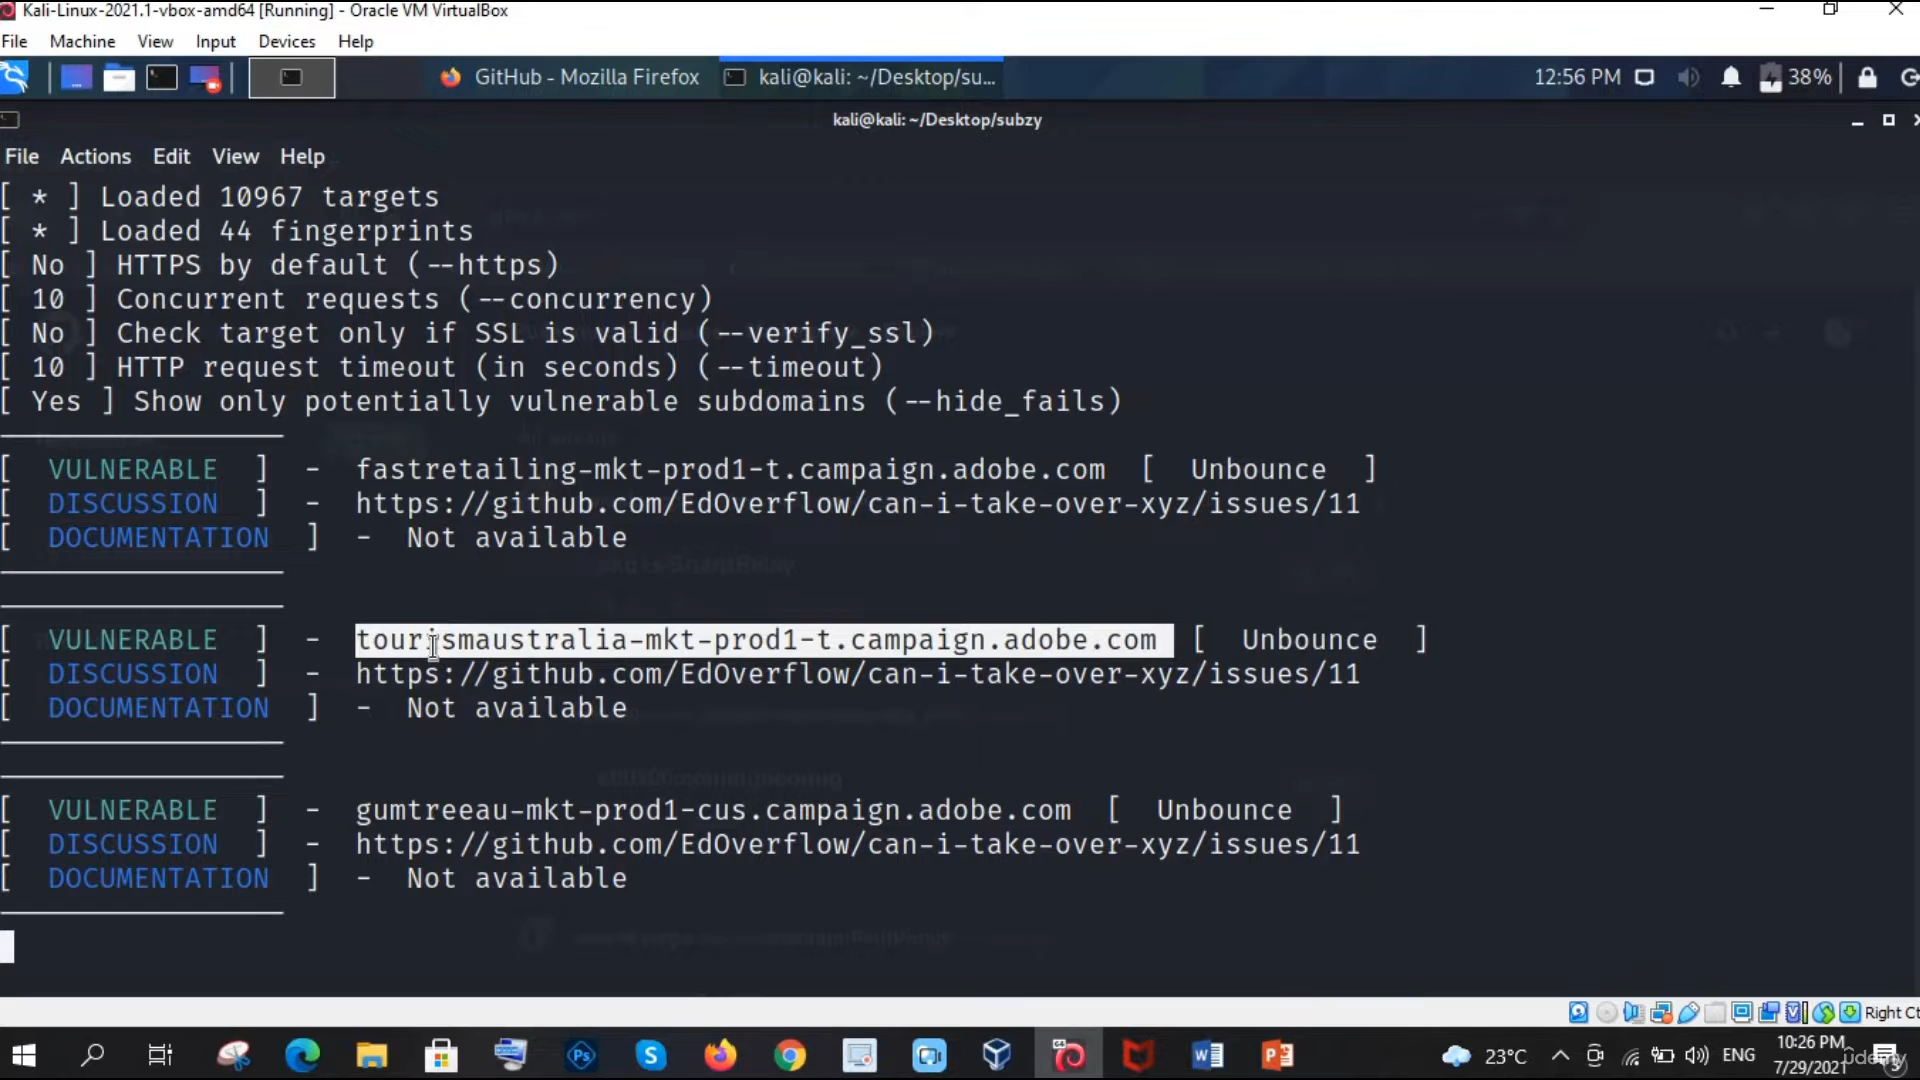 Kali-Linux-2021.1-vbox-amd64 [Running] - Oracle VM VirtualBox
File Machine View Input Devices Help
GitHub - Mozilla Firefox kali@kali: ~/Desktop/su... 12:56 PM 38%
kali@kali: ~/Desktop/subzy
File Actions Edit View Help
[ * ] Loaded 10967 targets
[ * ] Loaded 44 fingerprints
[ No ] HTTPS by default (--https)
[ 10 ] Concurrent requests (--concurrency)
[ No ] Check target only if SSL is valid (--verify_ssl)
[ 10 ] HTTP request timeout (in seconds) (--timeout)
[ Yes ] Show only potentially vulnerable subdomains (--hide_fails)
[ VULNERABLE ] - fastretailing-mkt-prod1-t.campaign.adobe.com [ Unbounce ]
[ DISCUSSION ] - https://github.com/EdOverflow/can-i-take-over-xyz/issues/11
[ DOCUMENTATION ] - Not available
[ VULNERABLE ] - tourismaustralia-mkt-prod1-t.campaign.adobe.com [ Unbounce ]
[ DISCUSSION ] - https://github.com/EdOverflow/can-i-take-over-xyz/issues/11
[ DOCUMENTATION ] - Not available
[ VULNERABLE ] - gumtreeau-mkt-prod1-cus.campaign.adobe.com [ Unbounce ]
[ DISCUSSION ] - https://github.com/EdOverflow/can-i-take-over-xyz/issues/11
[ DOCUMENTATION ] - Not available
Right Ct
23°C ENG 10:26 PM
7/29/2021
udemy